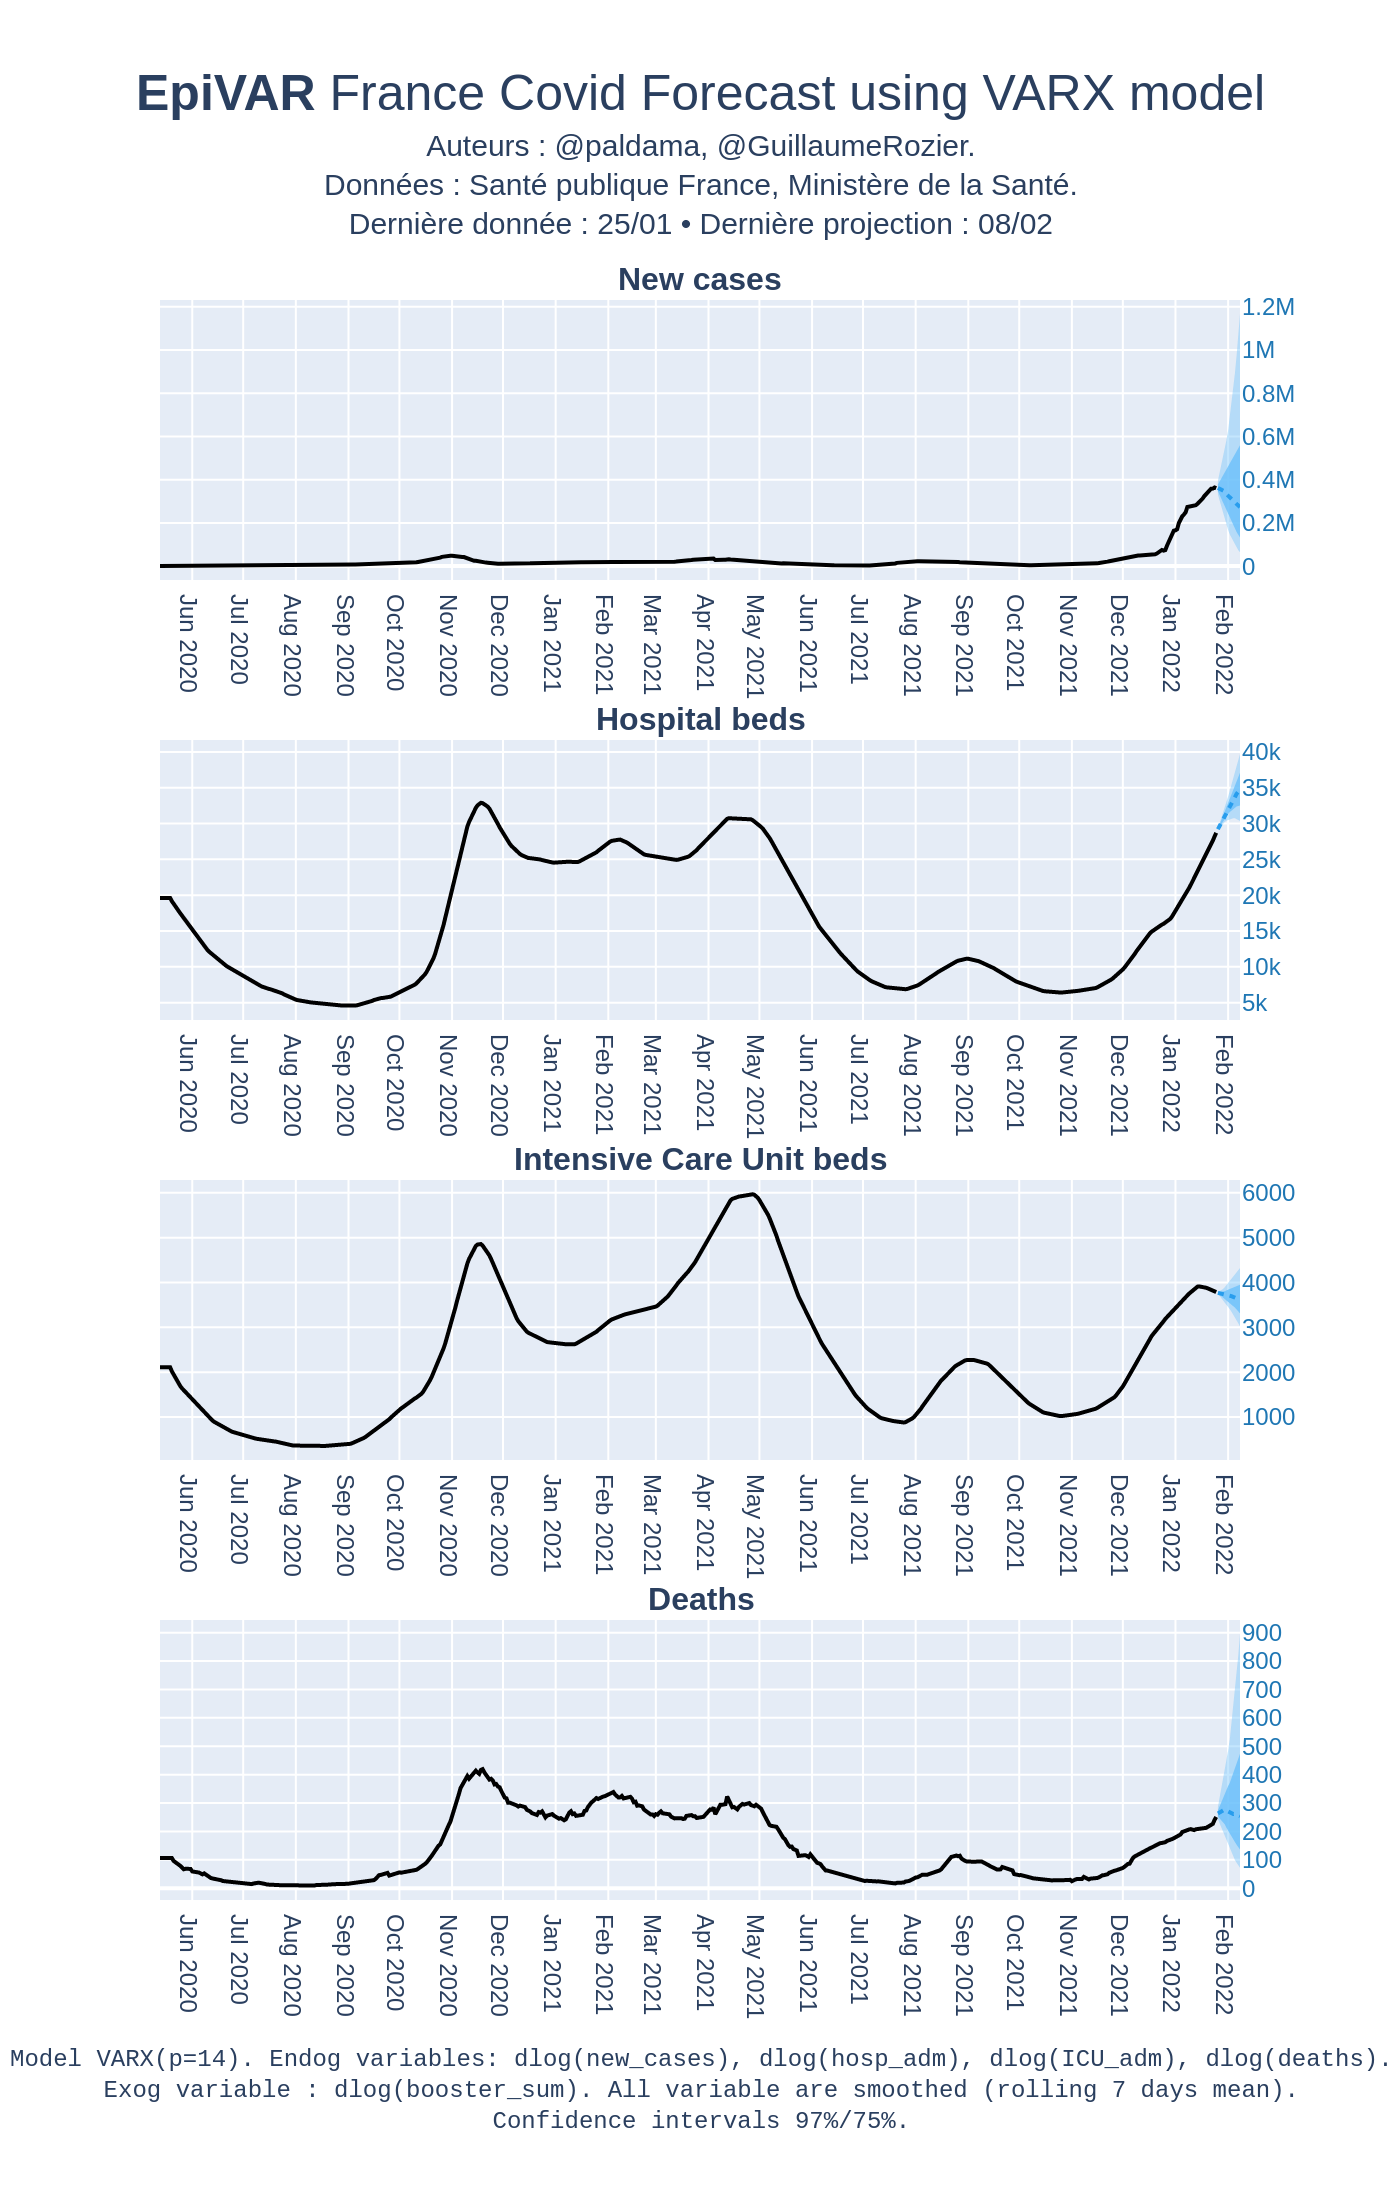 EpiVAR France Covid Forecast using VARX model
Auteurs : @paldama, @GuillaumeRozier.
Données : Santé publique France, Ministère de la Santé.
Dernière donnée : 25/01 • Dernière projection : 08/02
New cases
1.2M
1M
0.8M
0.6M
0.4M
0.2M
0
Jun 2020
Jul 2020
Aug 2020
Sep 2020
Oct 2020
Nov 2020
Dec 2020
Jan 2021
Feb 2021
Mar 2021
Apr 2021
May 2021
Jun 2021
Jul 2021
Aug 2021
Sep 2021
Oct 2021
Nov 2021
Dec 2021
Jan 2022
Feb 2022
Hospital beds
40k
35k
30k
25k
20k
15k
10k
5k
Jun 2020
Jul 2020
Aug 2020
Sep 2020
Oct 2020
Nov 2020
Dec 2020
Jan 2021
Feb 2021
Mar 2021
Apr 2021
May 2021
Jun 2021
Jul 2021
Aug 2021
Sep 2021
Oct 2021
Nov 2021
Dec 2021
Jan 2022
Feb 2022
Intensive Care Unit beds
6000
5000
4000
3000
2000
1000
Jun 2020
Jul 2020
Aug 2020
Sep 2020
Oct 2020
Nov 2020
Dec 2020
Jan 2021
Feb 2021
Mar 2021
Apr 2021
May 2021
Jun 2021
Jul 2021
Aug 2021
Sep 2021
Oct 2021
Nov 2021
Dec 2021
Jan 2022
Feb 2022
Deaths
900
800
700
600
500
400
300
200
100
0
Jun 2020
Jul 2020
Aug 2020
Sep 2020
Oct 2020
Nov 2020
Dec 2020
Jan 2021
Feb 2021
Mar 2021
Apr 2021
May 2021
Jun 2021
Jul 2021
Aug 2021
Sep 2021
Oct 2021
Nov 2021
Dec 2021
Jan 2022
Feb 2022
Model VARX(p=14). Endog variables: dlog(new_cases), dlog(hosp_adm), dlog(ICU_adm), dlog(deaths).
Exog variable : dlog(booster_sum). All variable are smoothed (rolling 7 days mean).
Confidence intervals 97%/75%.